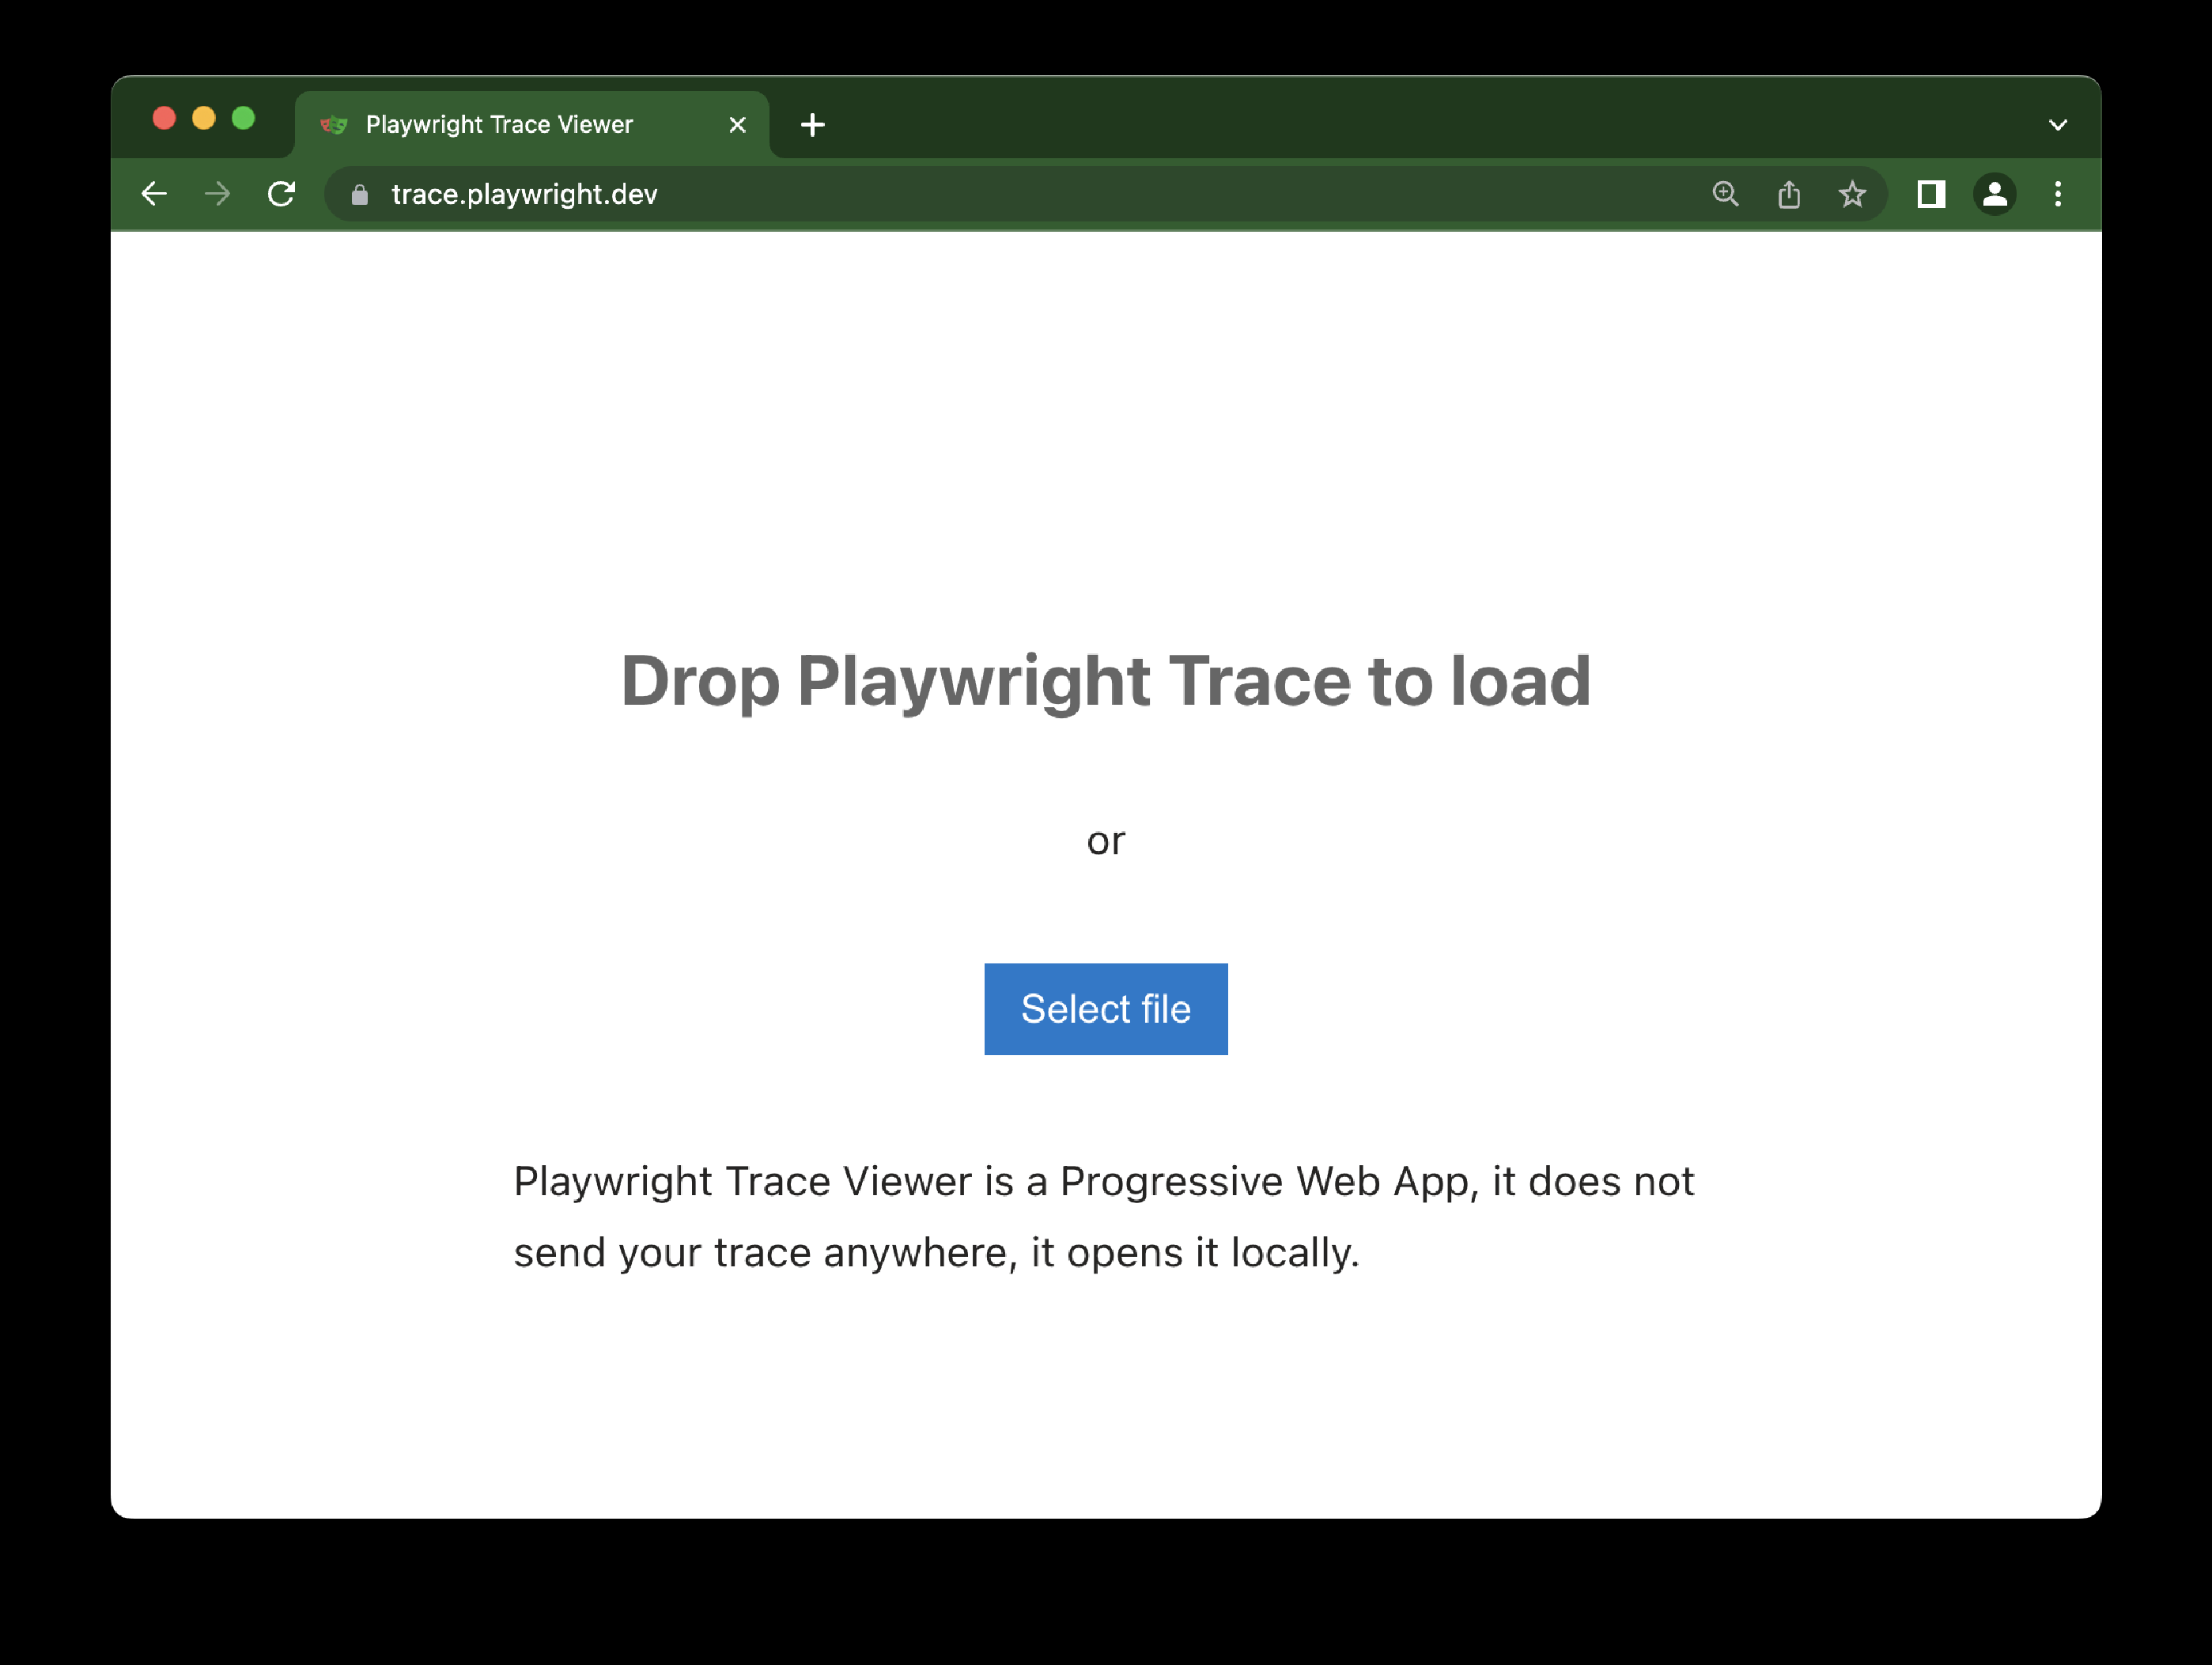 Playwright Trace Viewer
trace.playwright.dev
Drop Playwright Trace to load
or
Select file
Playwright Trace Viewer is a Progressive Web App, it does not
send your trace anywhere, it opens it locally.